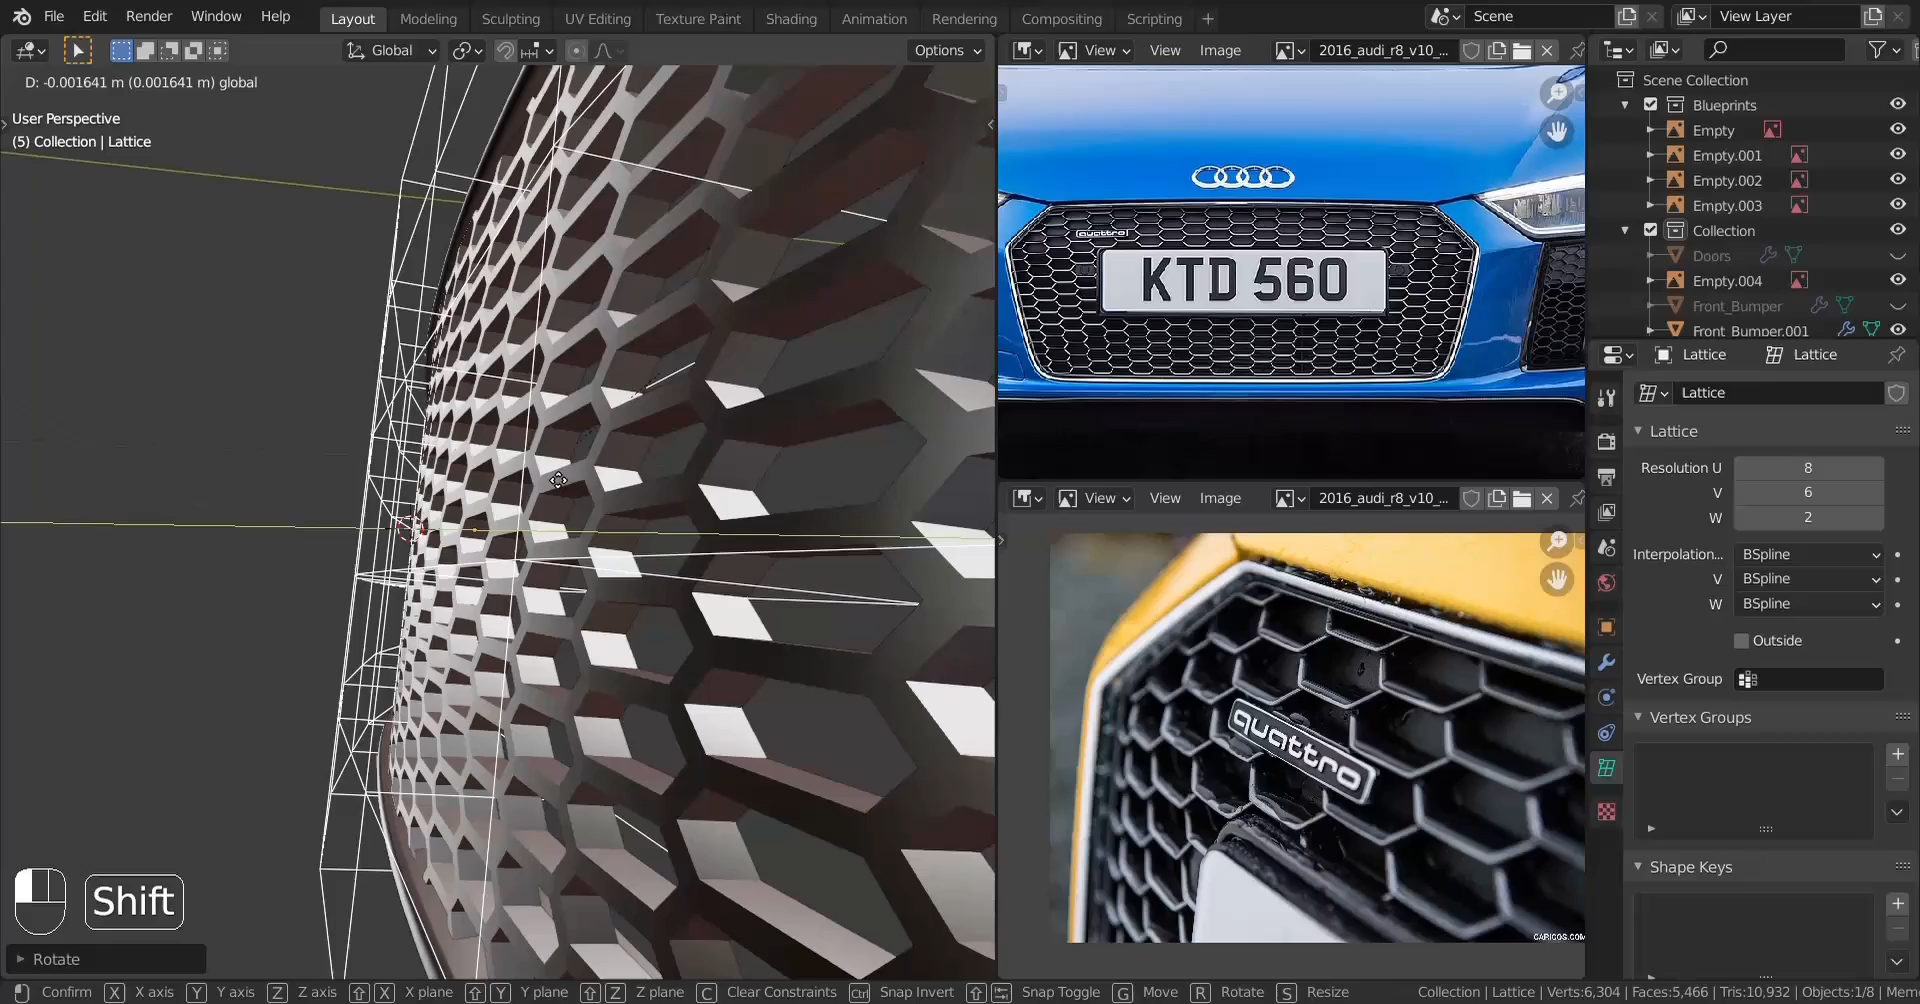 File Edit Render Window Help Layout Modeling Sculpting UV Editing Texture Paint Shading Animation Rendering Compositing Scripting + Scene View Layer
Global Options View View Image 2016_audi_r8_v10_...
D: -0.001641 m (0.001641 m) global
User Perspective
(5) Collection | Lattice
quattro
KTD 560
View View Image 2016_audi_r8_v10_...
quattro
CARICOS.COM
Scene Collection
Blueprints
Empty
Empty.001
Empty.002
Empty.003
Collection
Doors
Empty.004
Front_Bumper
Front_Bumper.001
Lattice Lattice
Lattice
Lattice
Resolution U 8
V 6
W 2
Interpolation... BSpline
V BSpline
W BSpline
Outside
Vertex Group
Vertex Groups
Shape Keys
Shift
Rotate
Confirm X X axis Y Y axis Z Z axis X X plane Y Y plane Z Z plane C Clear Constraints Ctrl Snap Invert Snap Toggle G Move R Rotate S Resize Collection | Lattice | Verts:6,304 | Faces:5,466 | Tris:10,932 | Objects:1/8 | Mem